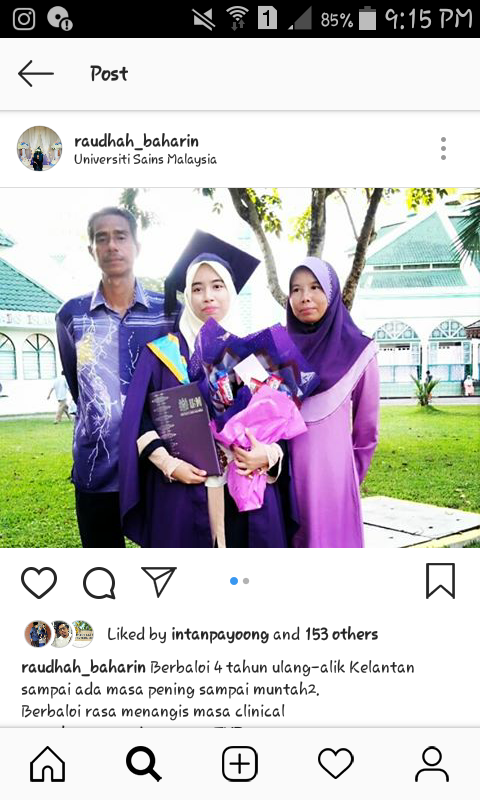 1 85% 9:15 PM
Post
raudhah_baharin
Universiti Sains Malaysia
USM
Liked by intanpayoong and 153 others
raudhah_baharin Berbaloi 4 tahun ulang-alik Kelantan
sampai ada masa pening sampai muntah2.
Berbaloi rasa menangis masa clinical